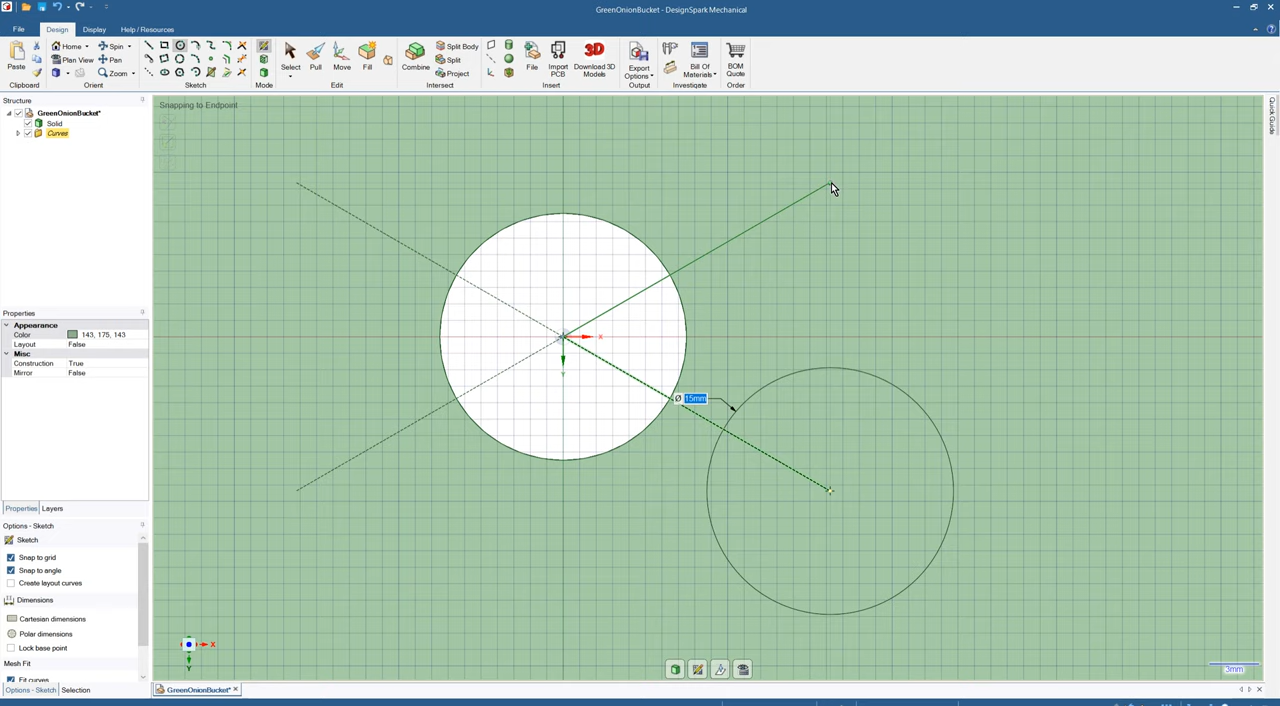 GreenOnionBucket - DesignSpark Mechanical
File Design Display Help / Resources
Home Spin
Plan View Pan
Zoom
Paste
Select Pull Move Fill
Combine
Split Body
Split
Project
File Import PCB Download 3D Models
Export Options
Bill Of Materials
BOM Quote
Clipboard Orient Sketch Mode Edit Intersect Insert Output Investigate Order
Structure
GreenOnionBucket*
Solid
Curves
Snapping to Endpoint
Quick Guide
X
Y
Ø 15mm
Properties
Appearance
Color 143, 175, 143
Layout False
Misc
Construction True
Mirror False
Properties Layers
Options - Sketch
Sketch
Snap to grid
Snap to angle
Create layout curves
Dimensions
Cartesian dimensions
Polar dimensions
Lock base point
Mesh Fit
Fit curves
X
Y
3mm
Options - Sketch Selection
GreenOnionBucket*